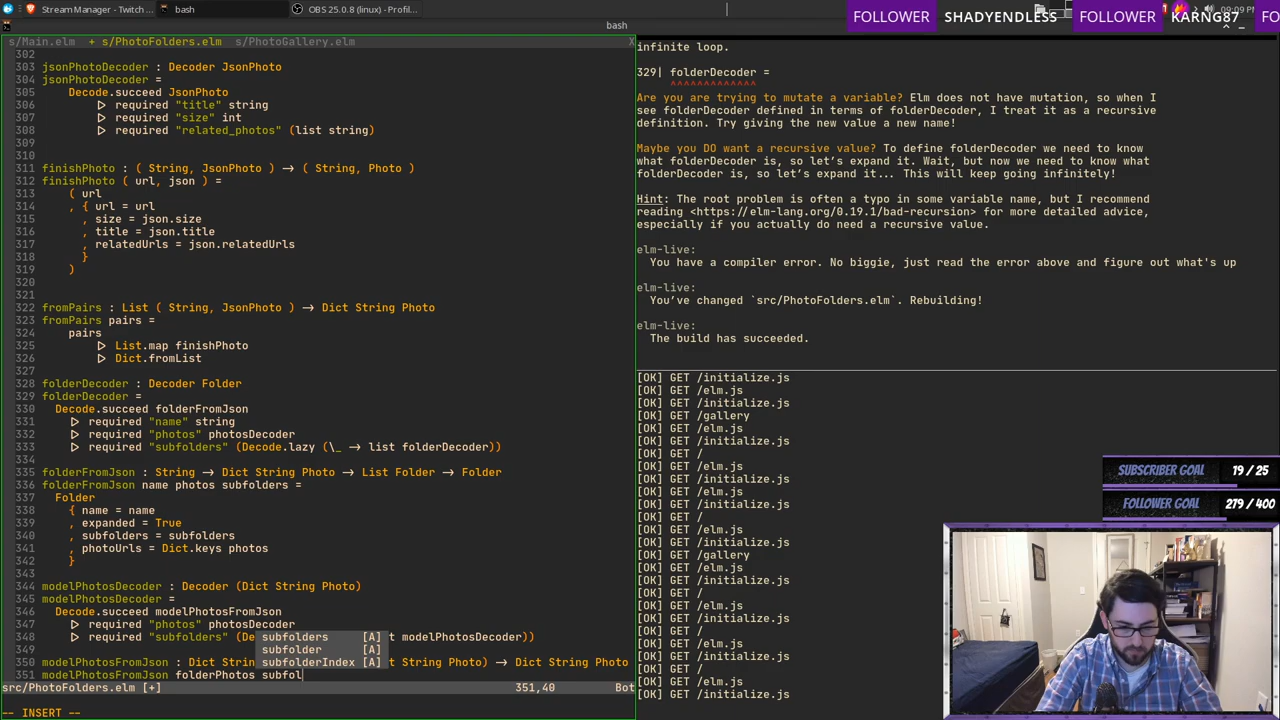 Stream Manager - Twitch ...
bash
OBS 25.0.8 (linux) - Profil...
09:09 PM
bash
FOLLOWER SHADYENDLESS FOLLOWER KARNG87 FO
s/Main.elm + s/PhotoFolders.elm s/PhotoGallery.elm X
302
303 jsonPhotoDecoder : Decoder JsonPhoto
304 jsonPhotoDecoder =
305 Decode.succeed JsonPhoto
306 |> required "title" string
307 |> required "size" int
308 |> required "related_photos" (list string)
309
310
311 finishPhoto : ( String, JsonPhoto ) -> ( String, Photo )
312 finishPhoto ( url, json ) =
313 ( url
314 , { url = url
315 , size = json.size
316 , title = json.title
317 , relatedUrls = json.relatedUrls
318 }
319 )
320
321
322 fromPairs : List ( String, JsonPhoto ) -> Dict String Photo
323 fromPairs pairs =
324 pairs
325 |> List.map finishPhoto
326 |> Dict.fromList
327
328 folderDecoder : Decoder Folder
329 folderDecoder =
330 Decode.succeed folderFromJson
331 |> required "name" string
332 |> required "photos" photosDecoder
333 |> required "subfolders" (Decode.lazy (\_ -> list folderDecoder))
334
335 folderFromJson : String -> Dict String Photo -> List Folder -> Folder
336 folderFromJson name photos subfolders =
337 Folder
338 { name = name
339 , expanded = True
340 , subfolders = subfolders
341 , photoUrls = Dict.keys photos
342 }
343
344 modelPhotosDecoder : Decoder (Dict String Photo)
345 modelPhotosDecoder =
346 Decode.succeed modelPhotosFromJson
347 |> required "photos" photosDecoder
348 |> required "subfolders" (De t modelPhotosDecoder))
349
350 modelPhotosFromJson : Dict Strin t String Photo) -> Dict String Photo
351 modelPhotosFromJson folderPhotos subfol
subfolders [A]
subfolder [A]
subfolderIndex [A]
src/PhotoFolders.elm [+] 351,40 Bot
-- INSERT --
infinite loop.
329| folderDecoder =
^^^^^^^^^^^^^
Are you are trying to mutate a variable? Elm does not have mutation, so when I
see folderDecoder defined in terms of folderDecoder, I treat it as a recursive
definition. Try giving the new value a new name!
Maybe you DO want a recursive value? To define folderDecoder we need to know
what folderDecoder is, so let's expand it. Wait, but now we need to know what
folderDecoder is, so let's expand it... This will keep going infinitely!
Hint: The root problem is often a typo in some variable name, but I recommend
reading <https://elm-lang.org/0.19.1/bad-recursion> for more detailed advice,
especially if you actually do need a recursive value.
elm-live:
You have a compiler error. No biggie, just read the error above and figure out what's up
elm-live:
You've changed `src/PhotoFolders.elm`. Rebuilding!
elm-live:
The build has succeeded.
[OK] GET /initialize.js
[OK] GET /elm.js
[OK] GET /initialize.js
[OK] GET /gallery
[OK] GET /elm.js
[OK] GET /initialize.js
[OK] GET /
[OK] GET /elm.js
[OK] GET /initialize.js
[OK] GET /elm.js
[OK] GET /initialize.js
[OK] GET /
[OK] GET /elm.js
[OK] GET /initialize.js
[OK] GET /gallery
[OK] GET /elm.js
[OK] GET /initialize.js
[OK] GET /
[OK] GET /elm.js
[OK] GET /initialize.js
[OK] GET /
[OK] GET /elm.js
[OK] GET /initialize.js
[OK] GET /
[OK] GET /elm.js
[OK] GET /initialize.js
SUBSCRIBER GOAL 19 / 25
FOLLOWER GOAL 279 / 400